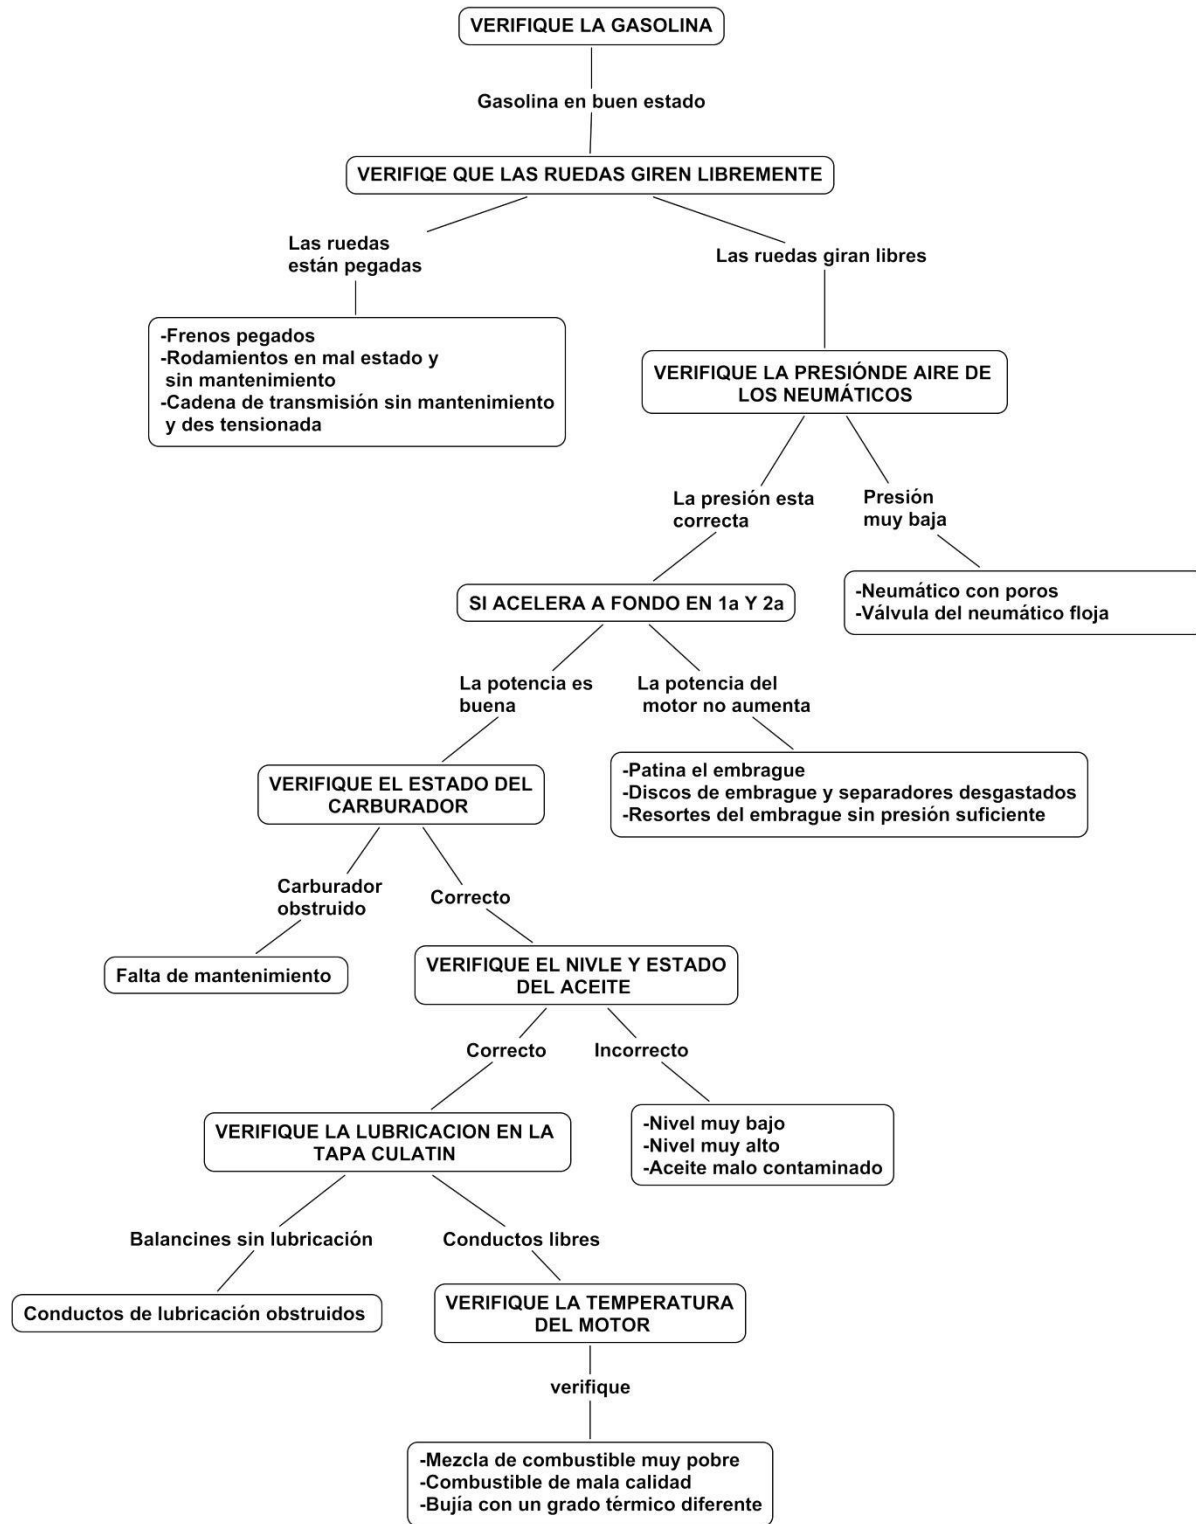 VERIFIQUE LA GASOLINA
Gasolina en buen estado
VERIFIQE QUE LAS RUEDAS GIREN LIBREMENTE
Las ruedas
están pegadas
Las ruedas giran libres
-Frenos pegados
-Rodamientos en mal estado y
sin mantenimiento
-Cadena de transmisión sin mantenimiento
y des tensionada
VERIFIQUE LA PRESIÓNDE AIRE DE
LOS NEUMÁTICOS
La presión esta
correcta
Presión
muy baja
SI ACELERA A FONDO EN 1a Y 2a
-Neumático con poros
-Válvula del neumático floja
La potencia es
buena
La potencia del
motor no aumenta
VERIFIQUE EL ESTADO DEL
CARBURADOR
-Patina el embrague
-Discos de embrague y separadores desgastados
-Resortes del embrague sin presión suficiente
Carburador
obstruido
Correcto
Falta de mantenimiento
VERIFIQUE EL NIVLE Y ESTADO
DEL ACEITE
Correcto
Incorrecto
VERIFIQUE LA LUBRICACION EN LA
TAPA CULATIN
-Nivel muy bajo
-Nivel muy alto
-Aceite malo contaminado
Balancines sin lubricación
Conductos libres
Conductos de lubricación obstruidos
VERIFIQUE LA TEMPERATURA
DEL MOTOR
verifique
-Mezcla de combustible muy pobre
-Combustible de mala calidad
-Bujía con un grado térmico diferente